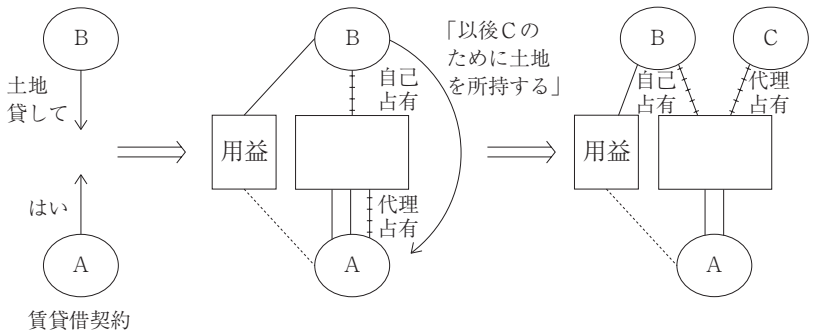 B
土地
貸して
はい
A
賃貸借契約
B
「以後Cの
ために土地
を所持する」
自己
占有
用益
代理
占有
A
B
C
自己
占有
代理
占有
用益
A